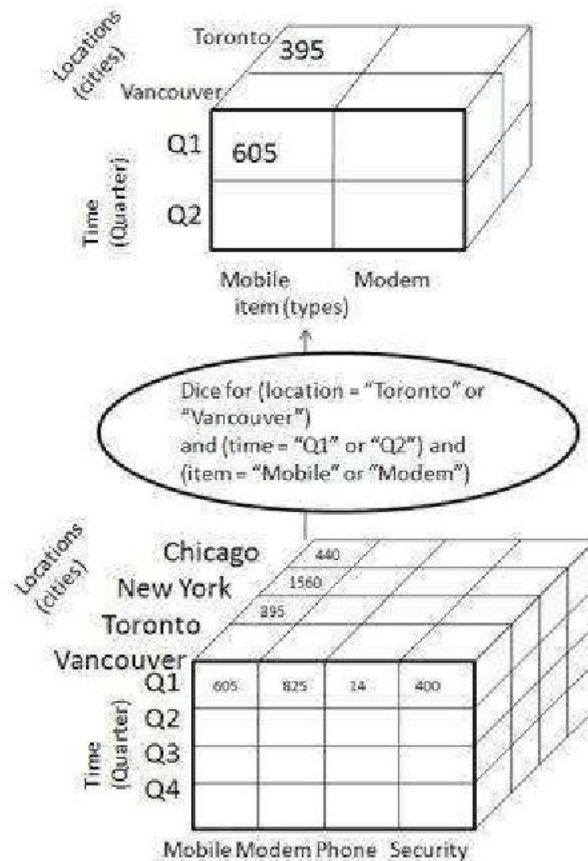 Locations
(cities)
Toronto
395
Vancouver
Time
(Quarter)
Q1
605
Q2
Mobile Modem
item (types)
Dice for (location = "Toronto" or
"Vancouver")
and (time = "Q1" or "Q2") and
(item = "Mobile" or "Modem")
Locations
(cities)
Chicago 440
New York 1560
Toronto 395
Vancouver
Time
(Quarter)
Q1 605 825 14 400
Q2
Q3
Q4
Mobile Modem Phone Security